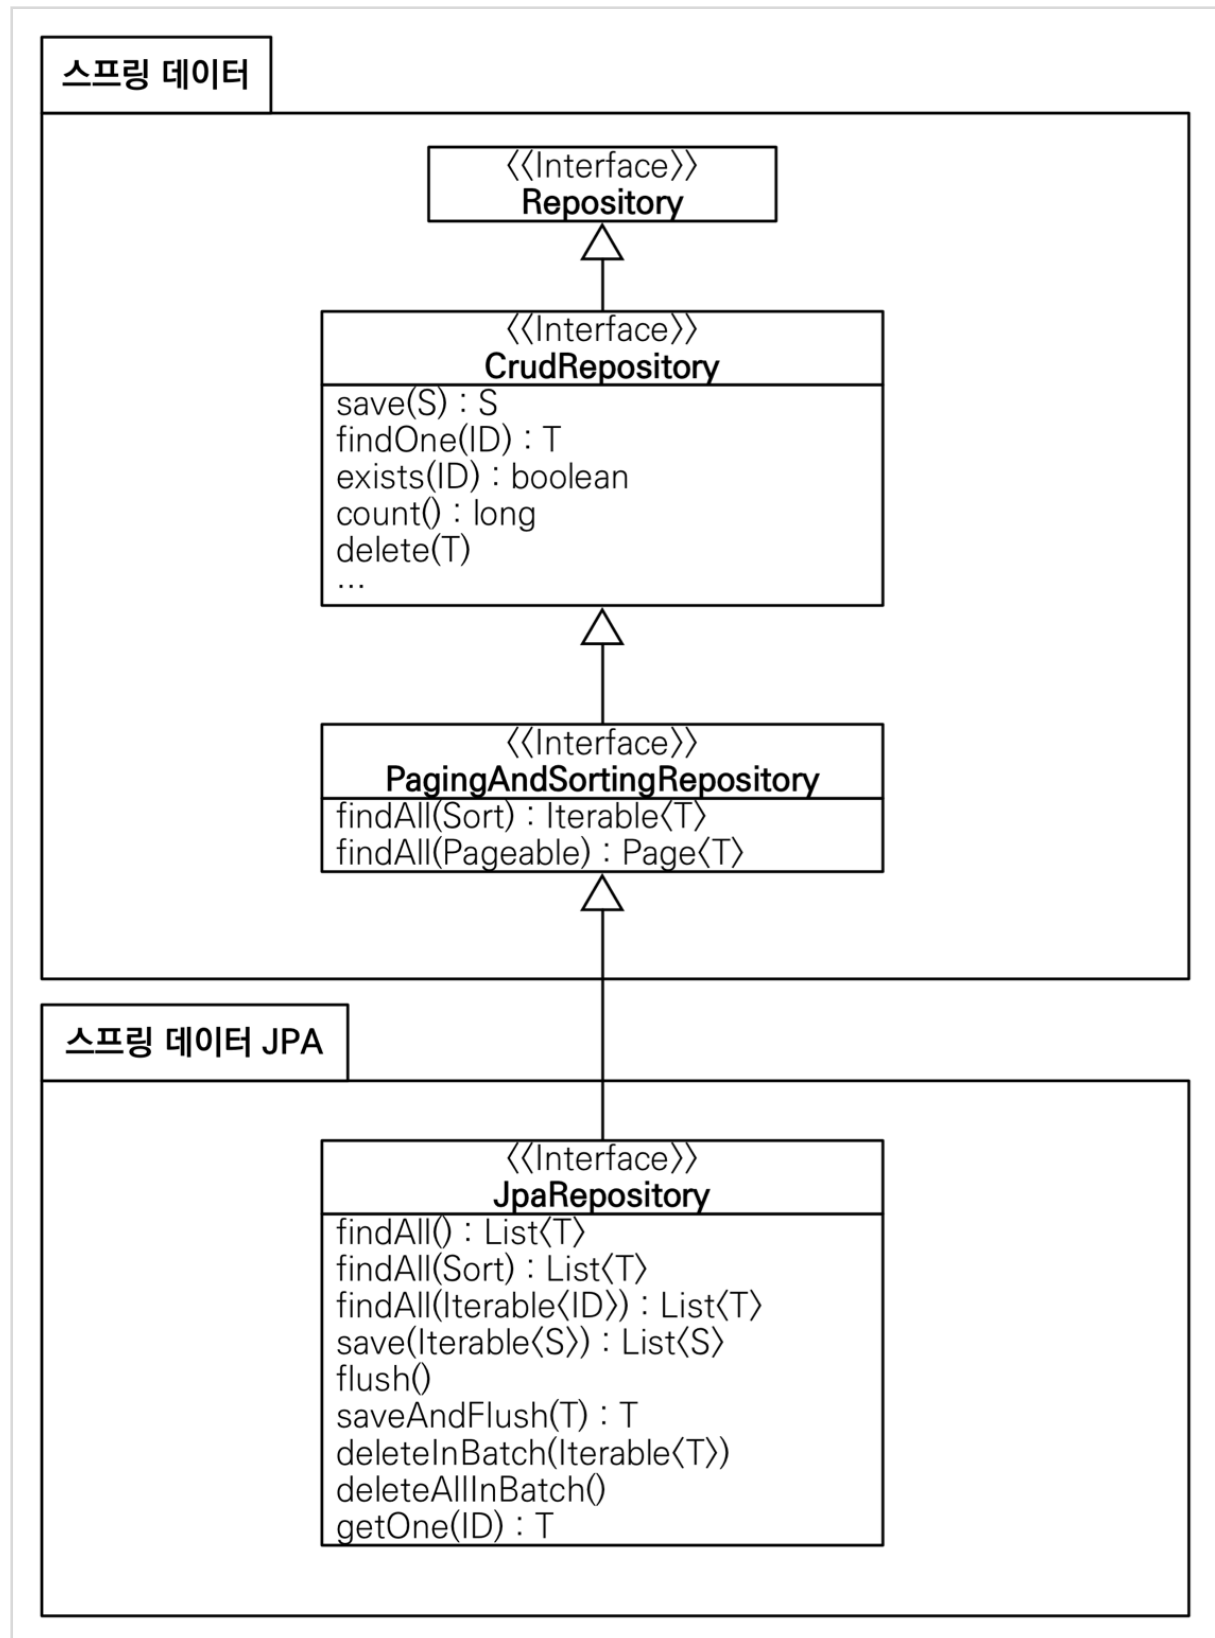 스프링 데이터
〈〈Interface〉〉
Repository
〈〈Interface〉〉
CrudRepository
save(S) : S
findOne(ID) : T
exists(ID) : boolean
count() : long
delete(T)
...
〈〈Interface〉〉
PagingAndSortingRepository
findAll(Sort) : Iterable〈T〉
findAll(Pageable) : Page〈T〉
스프링 데이터 JPA
〈〈Interface〉〉
JpaRepository
findAll() : List〈T〉
findAll(Sort) : List〈T〉
findAll(Iterable〈ID〉) : List〈T〉
save(Iterable〈S〉) : List〈S〉
flush()
saveAndFlush(T) : T
deleteInBatch(Iterable〈T〉)
deleteAllInBatch()
getOne(ID) : T